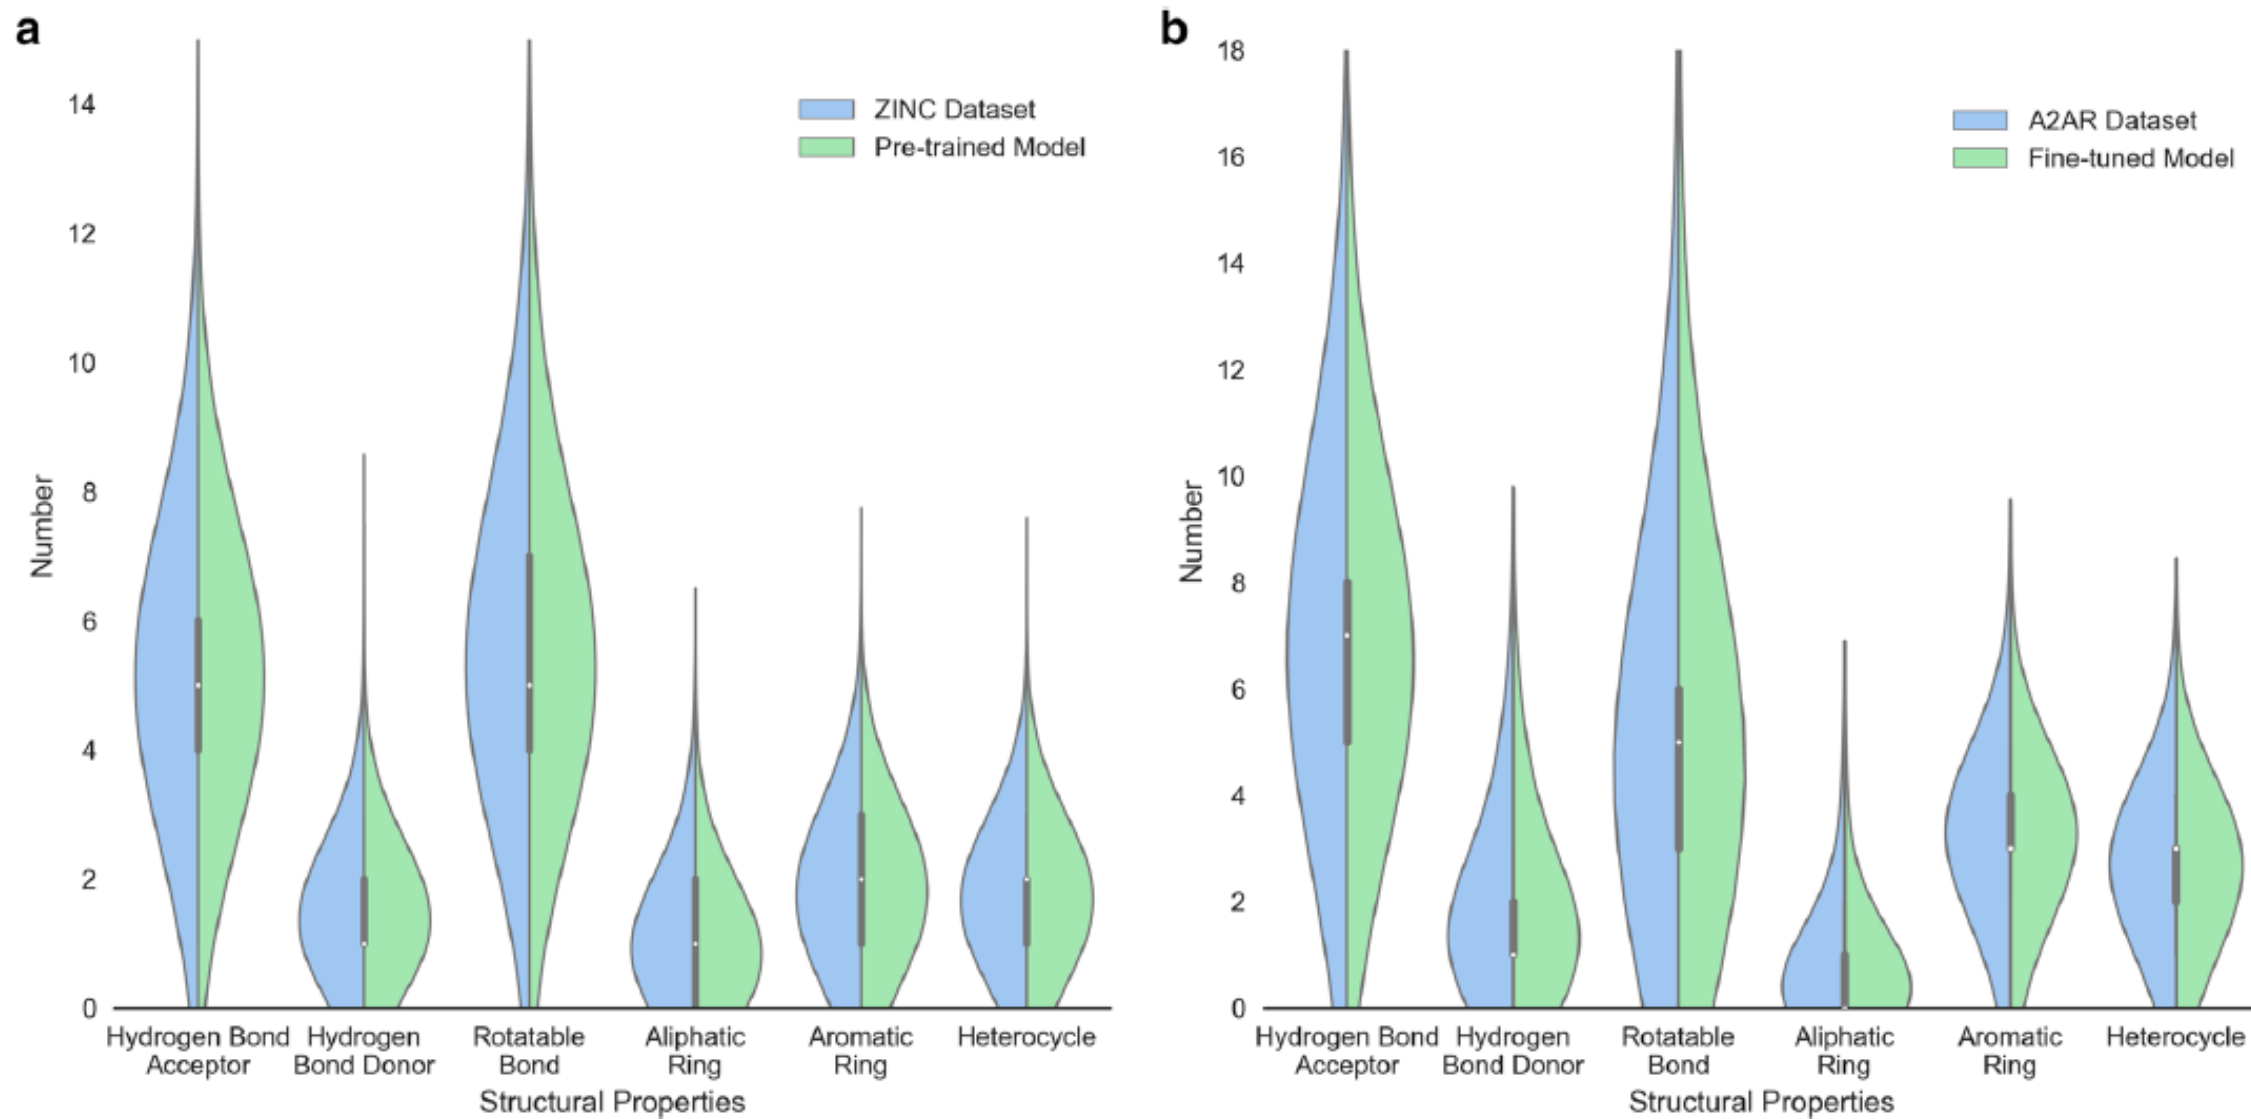 a
14
12
10
8
6
4
2
0
Number
ZINC Dataset
Pre-trained Model
Hydrogen Bond Acceptor
Hydrogen Bond Donor
Rotatable Bond
Aliphatic Ring
Aromatic Ring
Heterocycle
Structural Properties
b
18
16
14
12
10
8
6
4
2
0
Number
A2AR Dataset
Fine-tuned Model
Hydrogen Bond Acceptor
Hydrogen Bond Donor
Rotatable Bond
Aliphatic Ring
Aromatic Ring
Heterocycle
Structural Properties